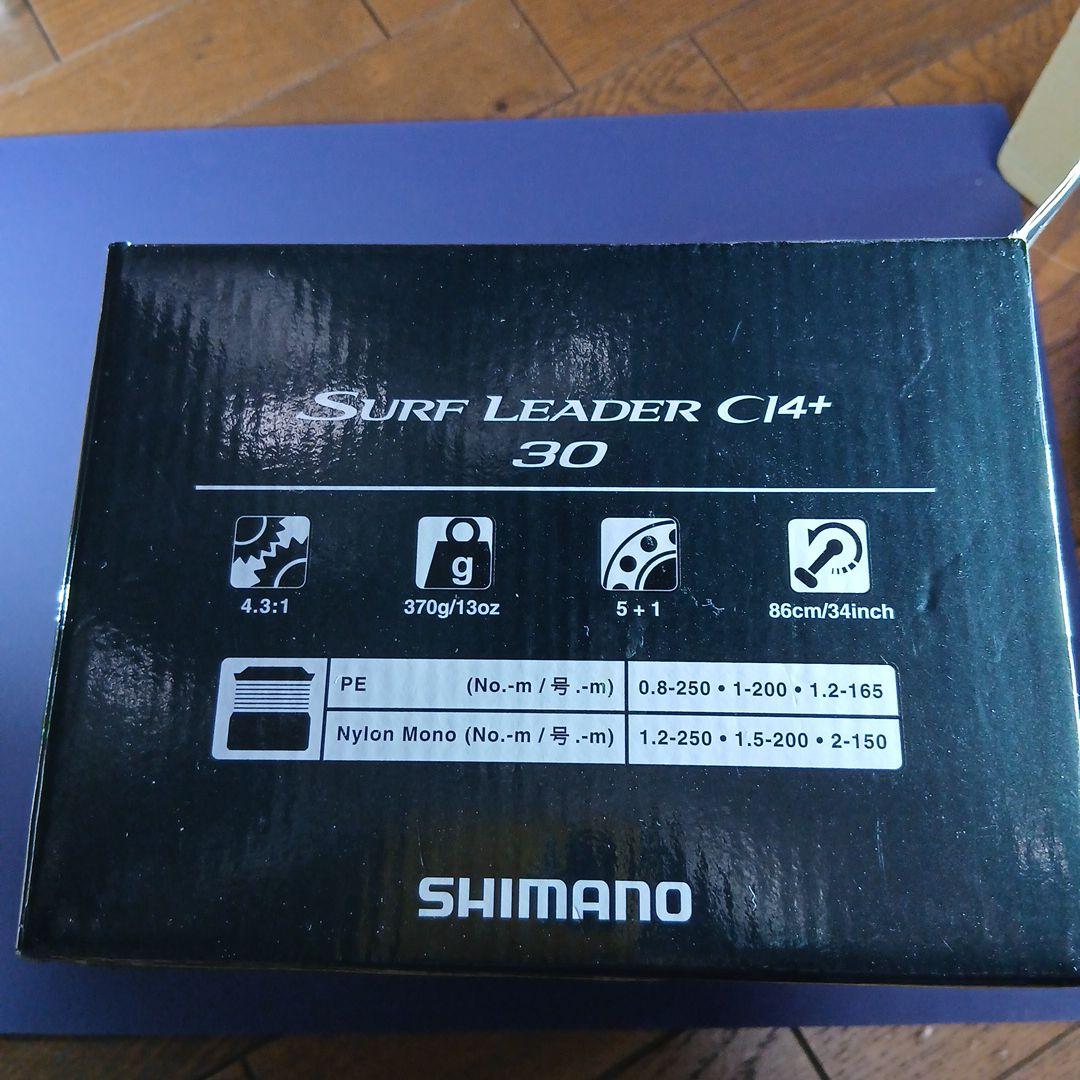 SURF LEADER CI4+
30
g
4.3:1 370g/13oz 5+1 86cm/34inch
PE (No.-m / 号.-m) 0.8-250 • 1-200 • 1.2-165
Nylon Mono (No.-m / 号.-m) 1.2-250 • 1.5-200 • 2-150
SHIMANO